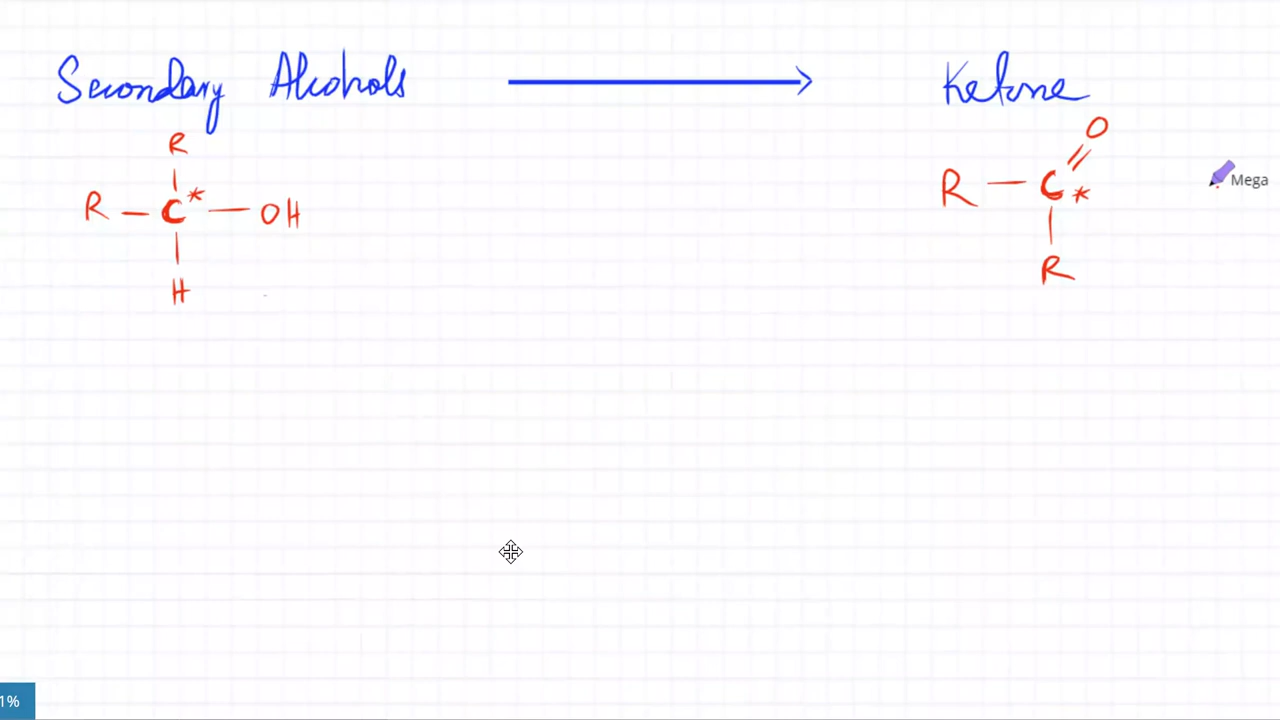 Secondary Alcohols Ketone
R
R — C* — OH
H
O
R — C*
R
Mega
1%